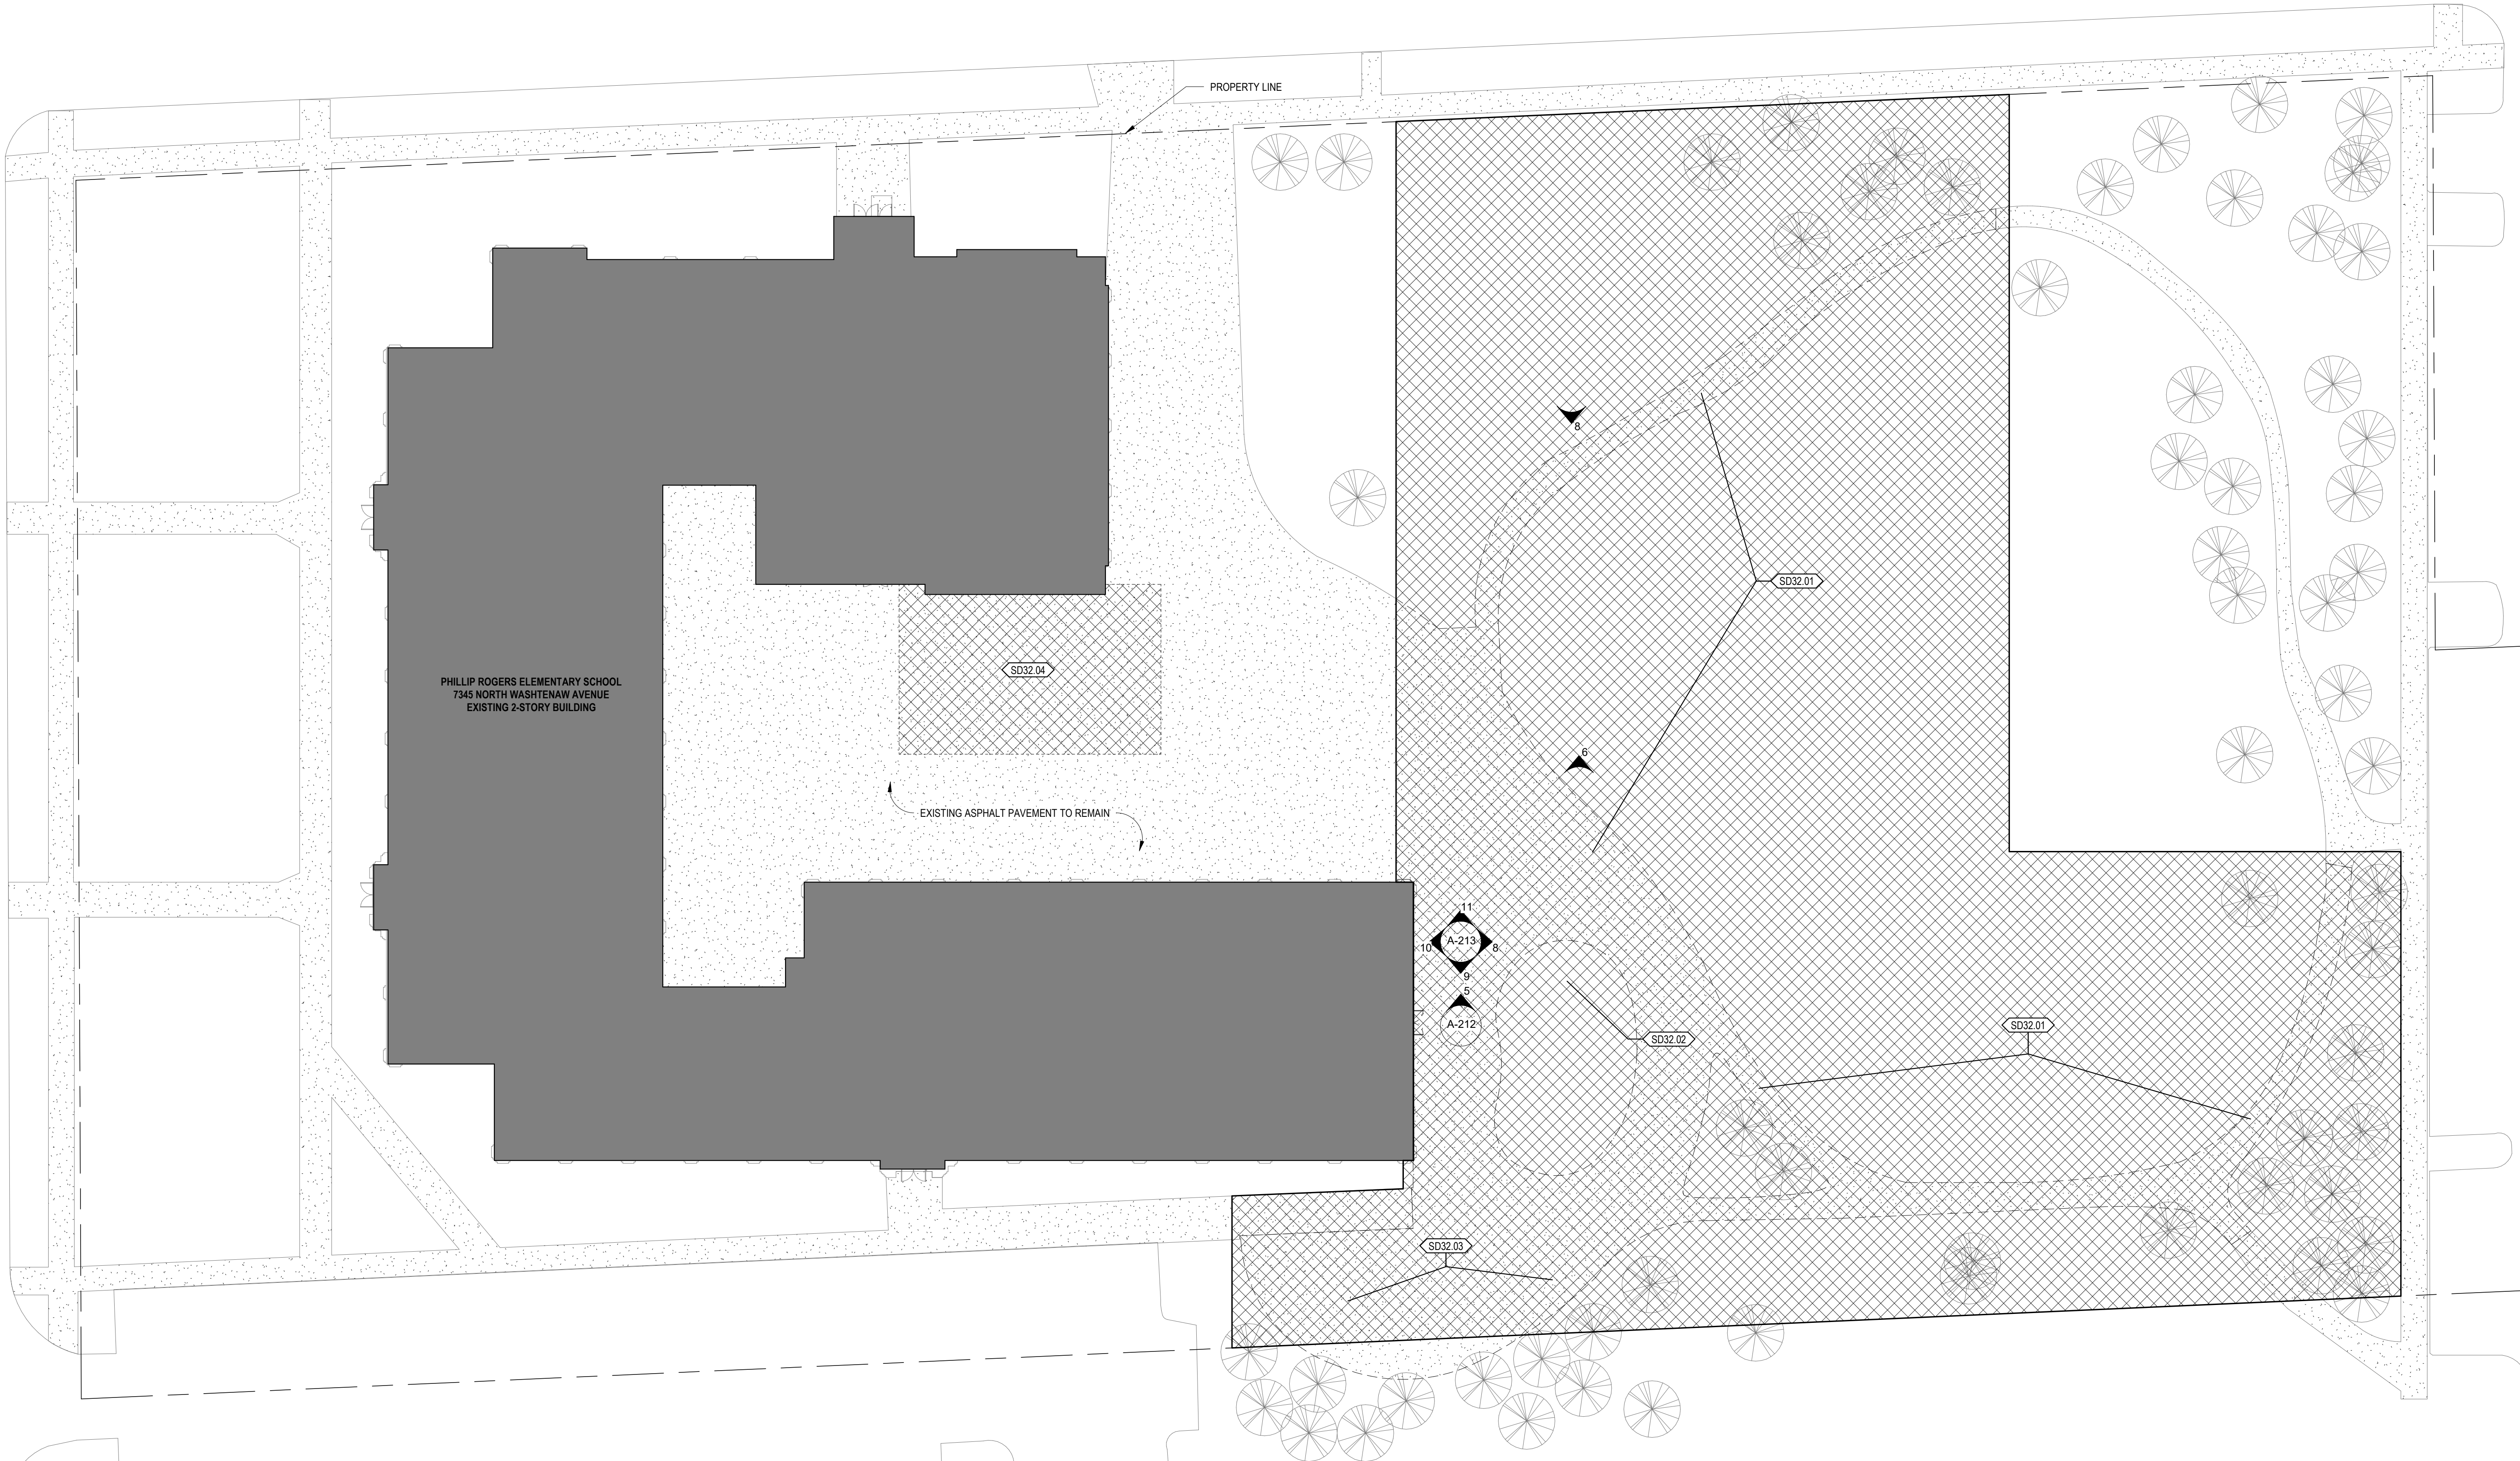 PROPERTY LINE
8
SD32.01
SD32.04
PHILLIP ROGERS ELEMENTARY SCHOOL
7345 NORTH WASHTENAW AVENUE
EXISTING 2-STORY BUILDING
6
EXISTING ASPHALT PAVEMENT TO REMAIN
11
10
A-213
8
9
5
A-212
SD32.02
SD32.01
SD32.03